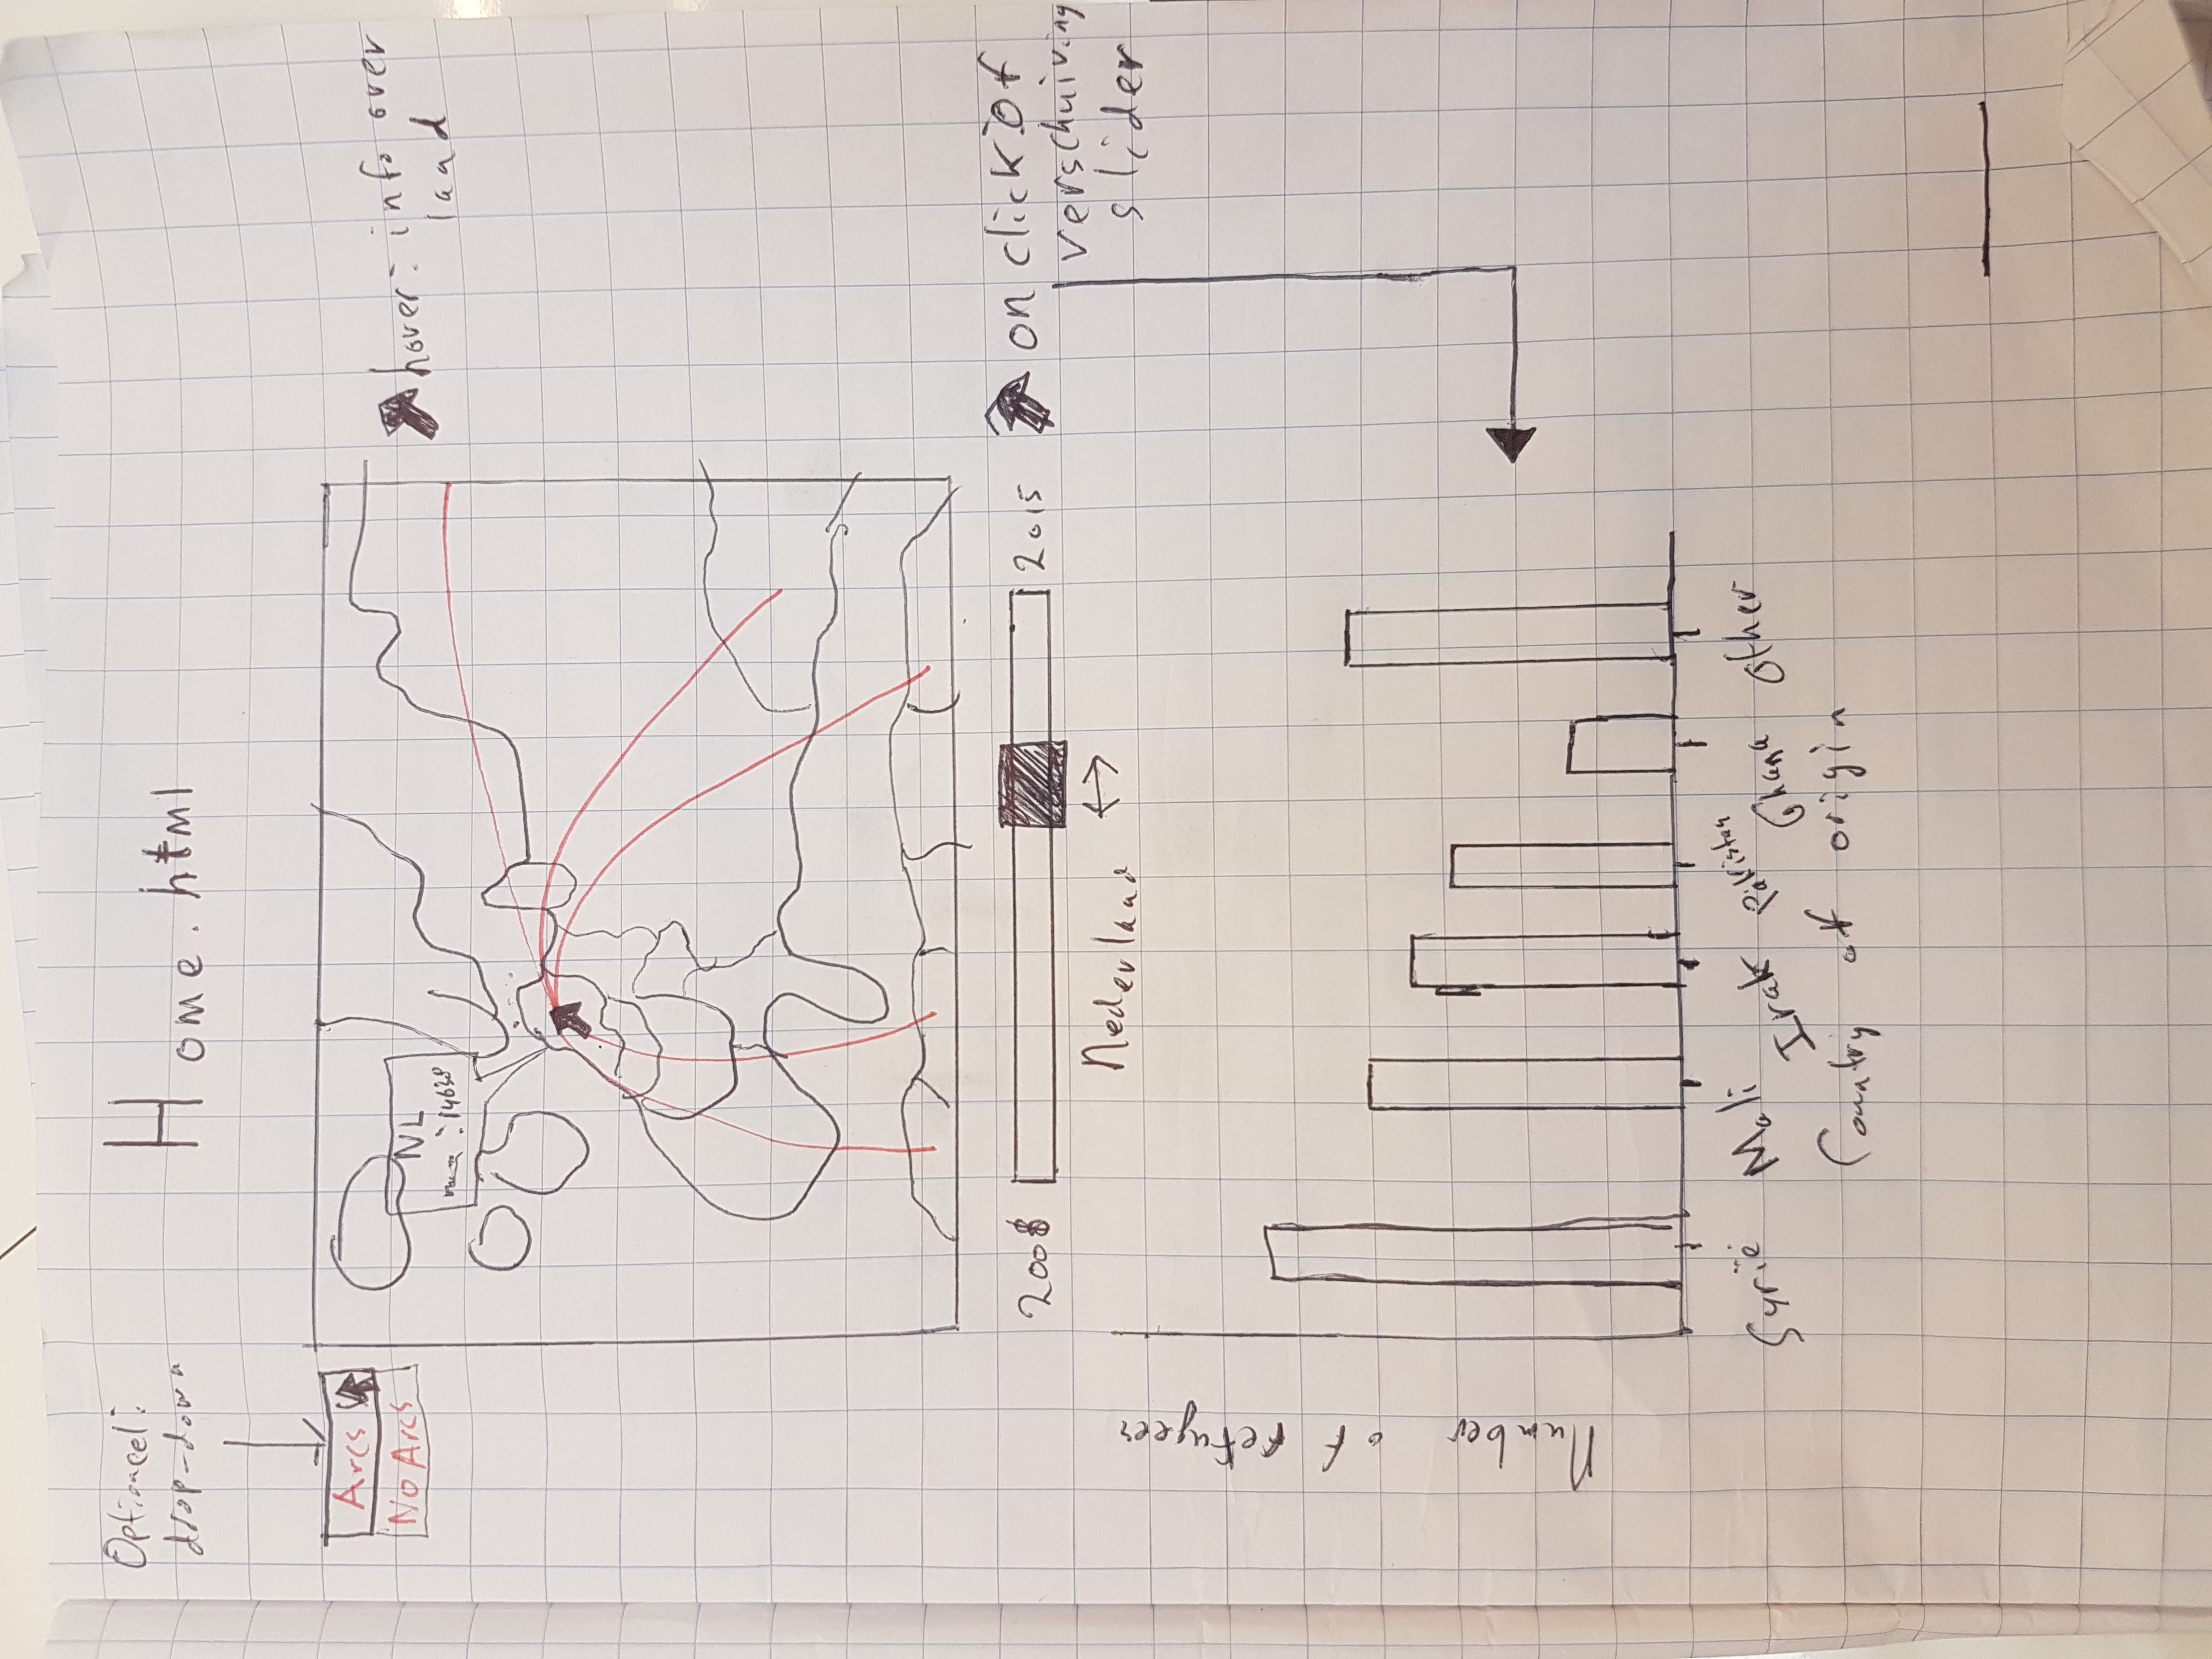 Optioneel:
drop-down
Home.html
Arcs
No Arcs
NL
: 14638
hover: info over
land
2008
2015
on click of
verschuiving
slider
Nederland
Number of refugees
Syrië
Mali
Irak
Pakistan
Ghana
Other
Country of origin